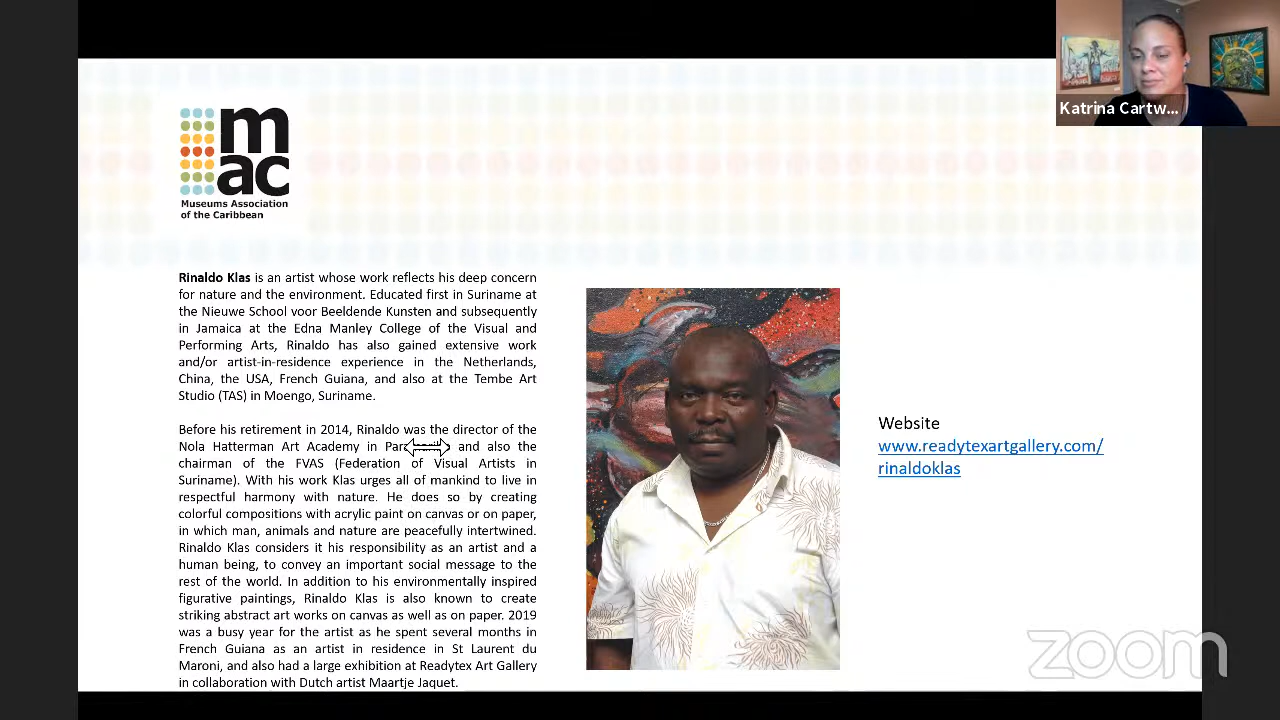 Katrina Cartw...
m
ac
Museums Association
of the Caribbean
Rinaldo Klas is an artist whose work reflects his deep concern
for nature and the environment. Educated first in Suriname at
the Nieuwe School voor Beeldende Kunsten and subsequently
in Jamaica at the Edna Manley College of the Visual and
Performing Arts, Rinaldo has also gained extensive work
and/or artist-in-residence experience in the Netherlands,
China, the USA, French Guiana, and also at the Tembe Art
Studio (TAS) in Moengo, Suriname.
Before his retirement in 2014, Rinaldo was the director of the
Nola Hatterman Art Academy in and also the
chairman of the FVAS (Federation of Visual Artists in
Suriname). With his work Klas urges all of mankind to live in
respectful harmony with nature. He does so by creating
colorful compositions with acrylic paint on canvas or on paper,
in which man, animals and nature are peacefully intertwined.
Rinaldo Klas considers it his responsibility as an artist and a
human being, to convey an important social message to the
rest of the world. In addition to his environmentally inspired
figurative paintings, Rinaldo Klas is also known to create
striking abstract art works on canvas as well as on paper. 2019
was a busy year for the artist as he spent several months in
French Guiana as an artist in residence in St Laurent du
Maroni, and also had a large exhibition at Readytex Art Gallery
in collaboration with Dutch artist Maartje Jaquet.
Website
www.readytexartgallery.com/
rinaldoklas
zoom